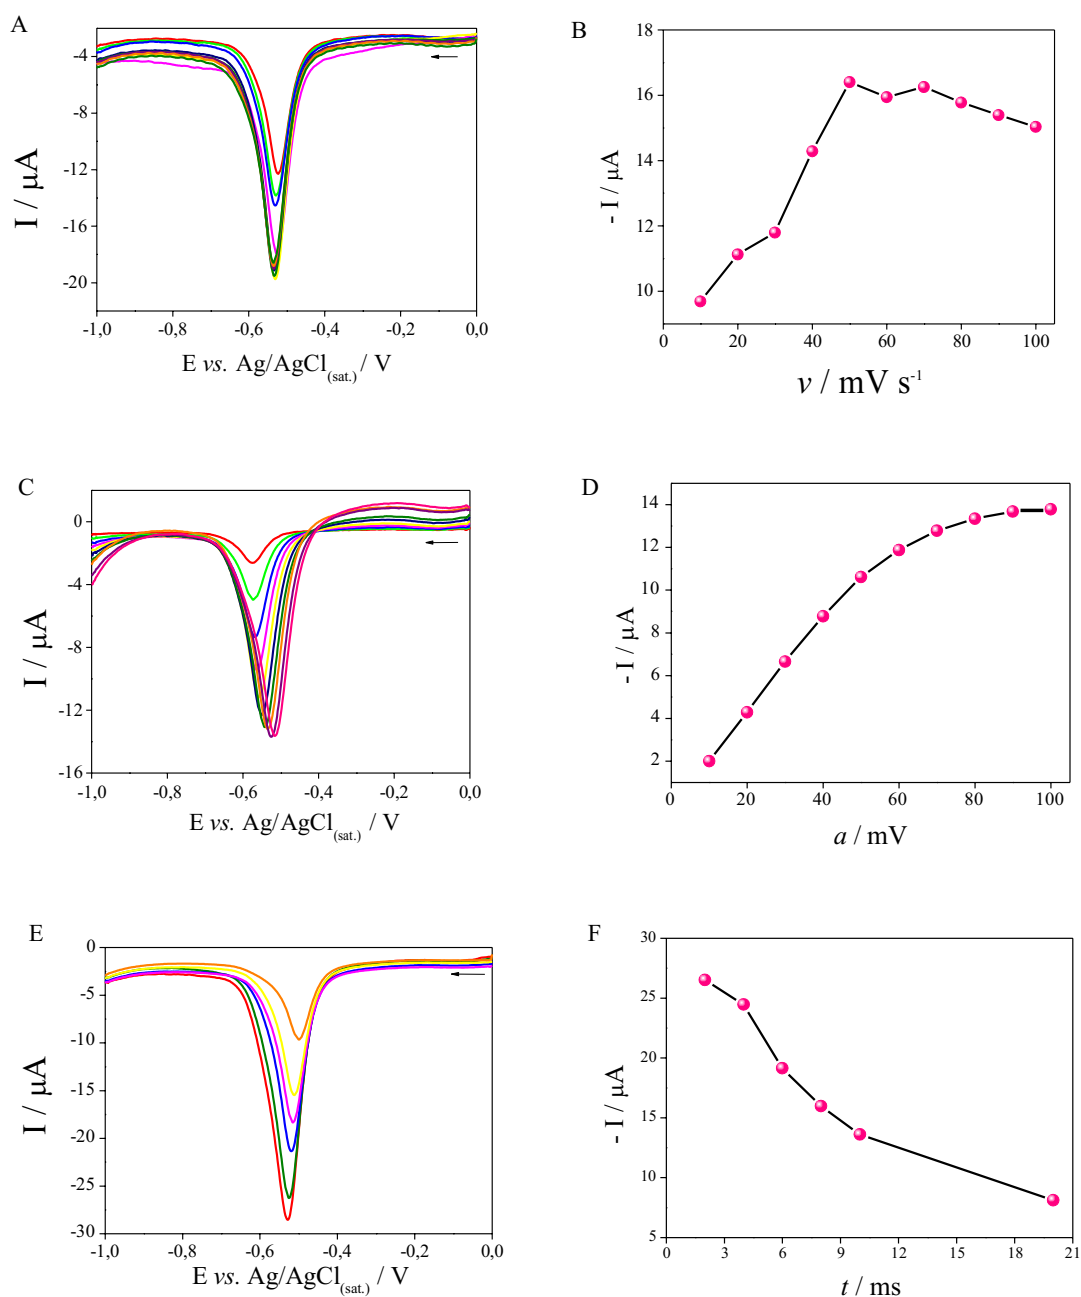 A
-4
-8
-12
-16
-20
I / μA
-1,0 -0,8 -0,6 -0,4 -0,2 0,0
E vs. Ag/AgCl(sat.) / V
B
18
16
14
12
10
- I / μA
20 40 60 80 100
v / mV s-1
C
0
-4
-8
-12
-16
I / μA
-1,0 -0,8 -0,6 -0,4 -0,2 0,0
E vs. Ag/AgCl(sat.) / V
D
14
12
10
8
6
4
2
- I / μA
0 20 40 60 80 100
a / mV
E
0
-5
-10
-15
-20
-25
-30
I / μA
-1,0 -0,8 -0,6 -0,4 -0,2 0,0
E vs. Ag/AgCl(sat.) / V
F
30
25
20
15
10
5
- I / μA
0 3 6 9 12 15 18 21
t / ms